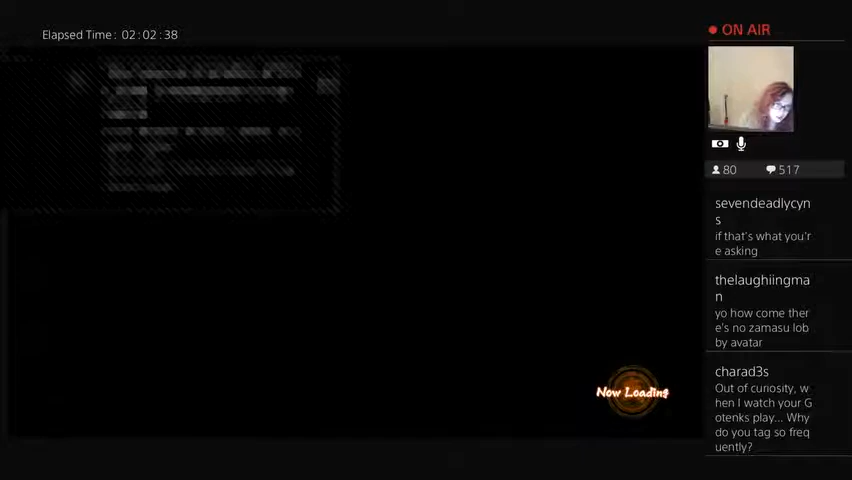 Elapsed Time: 02:02:38
ON AIR
80
517
sevendeadlycyn
s
if that's what you'r
e asking
thelaughiingma
n
yo how come ther
e's no zamasu lob
by avatar
charad3s
Out of curiosity, w
hen I watch your G
otenks play... Why
do you tag so freq
uently?
Now Loading